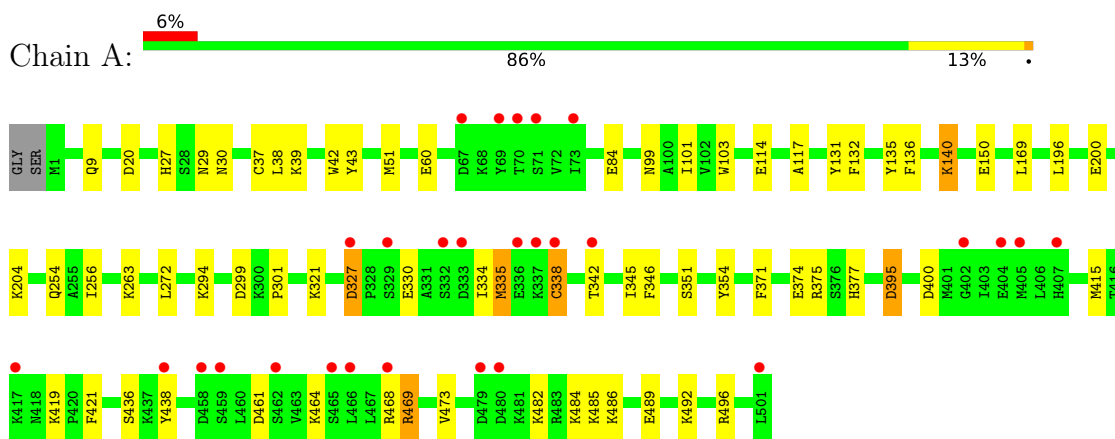 6%
Chain A:
86% 13% •
GLY SER M1 Q9 D20 H27 S28 N29 N30 C37 L38 K39 W42 Y43 M51 E60 D67 K68 Y69 T70 S71 V72 I73 E84 N99 A100 I101 V102 W103 E114 A117 Y131 F132 Y135 F136 K140 E150 L169 L196 E200
K204 Q254 A255 I256 K263 L272 K294 D299 K300 P301 K321 D327 P328 S329 E330 A331 S332 D333 I334 M335 E336 K337 C338 T342 I345 F346 S351 Y354 F371 E374 R375 S376 H377 D395 D400 M401 G402 I403 E404 M405 L406 H407 M415 T416
K417 N418 K419 P420 F421 S436 K437 Y438 D458 S459 L460 D461 S462 V463 K464 S465 L466 L467 R468 R469 V473 D479 D480 K481 K482 R483 K484 K485 K486 E489 K492 R496 L501